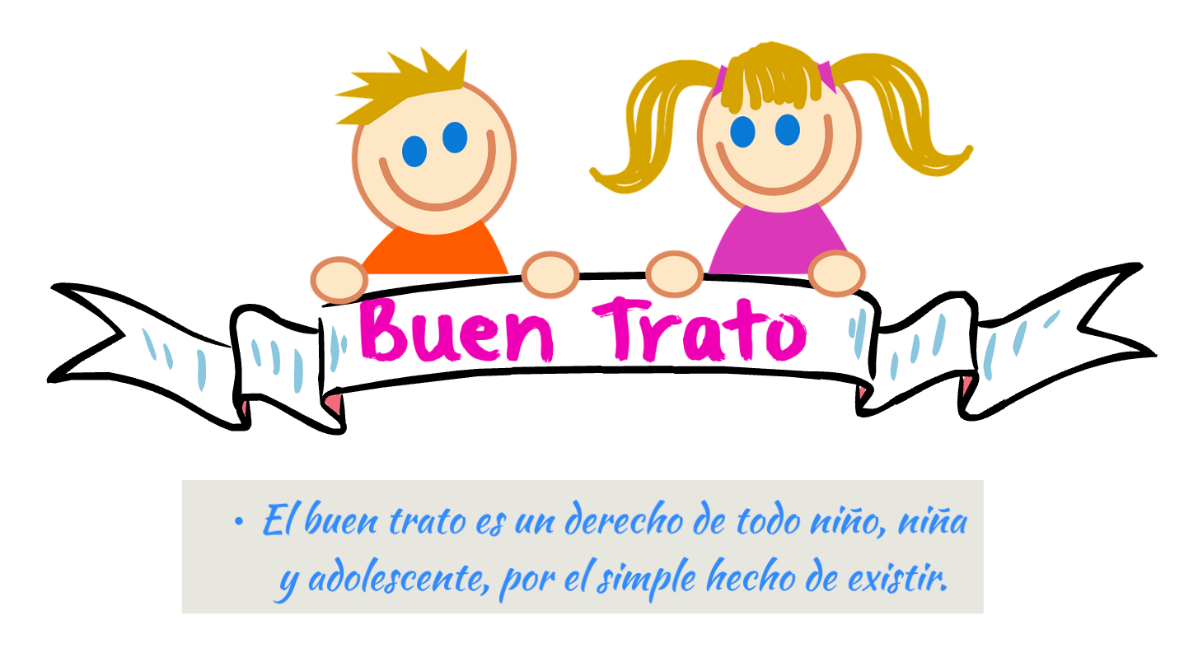 Buen Trato
• El buen trato es un derecho de todo niño, niña
y adolescente, por el simple hecho de existir.